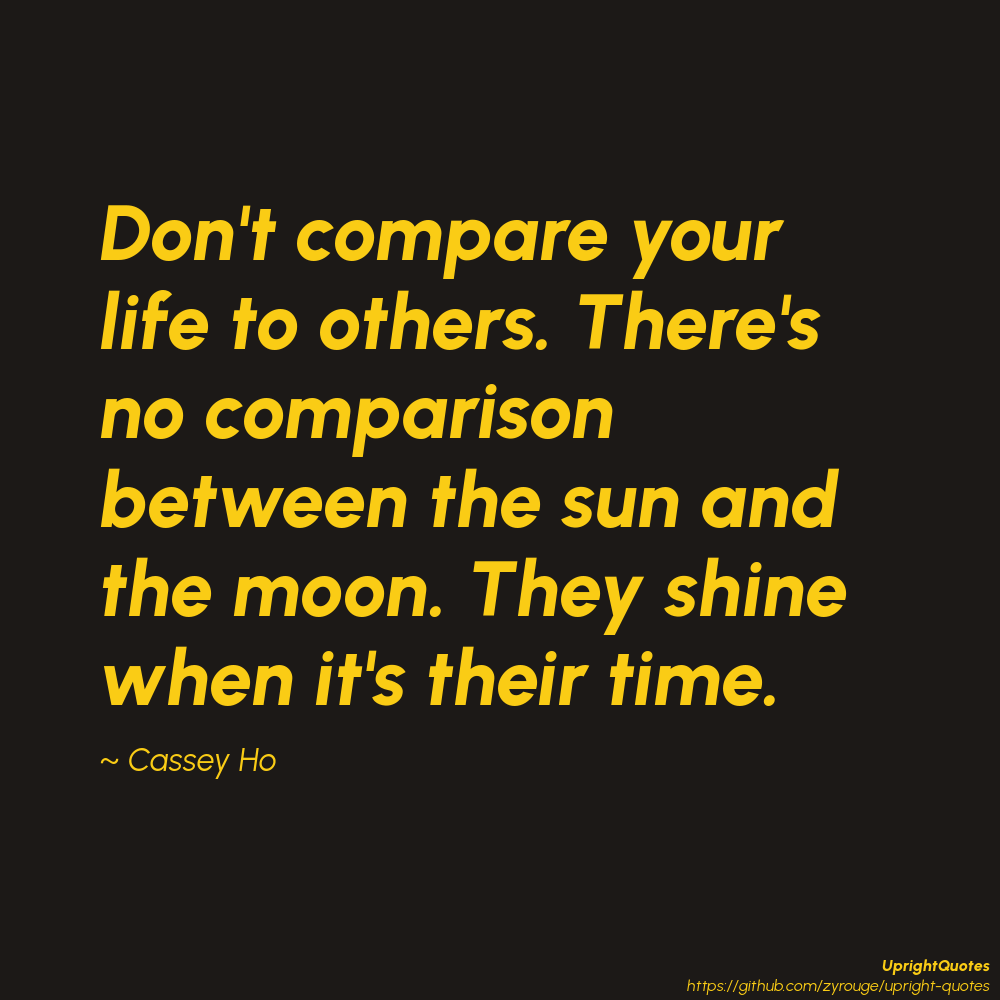 Don't compare your
life to others. There's
no comparison
between the sun and
the moon. They shine
when it's their time.
~ Cassey Ho
UprightQuotes
https://github.com/zyrouge/upright-quotes